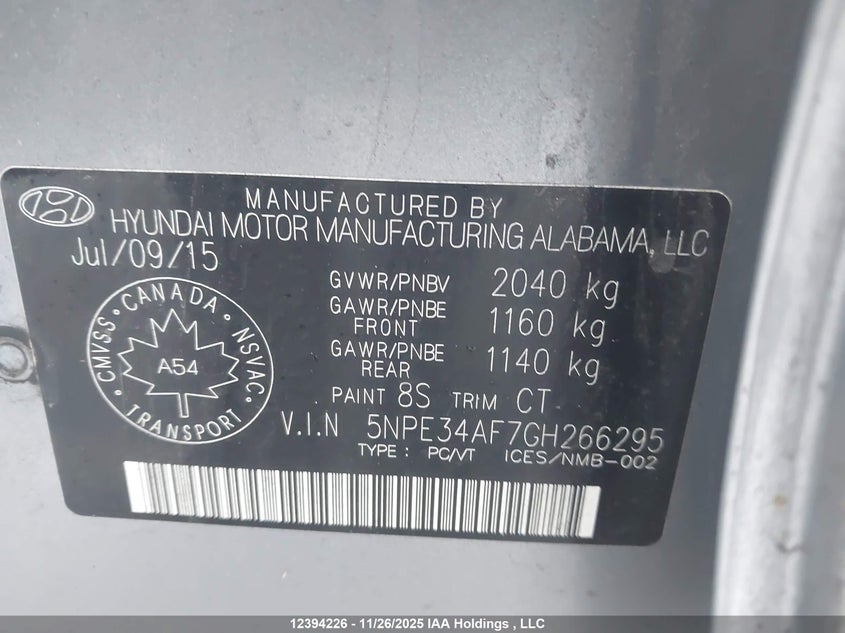 MANUFACTURED BY
HYUNDAI MOTOR MANUFACTURING ALABAMA, LLC
Jul/09/15
GVWR/PNBV 2040 kg
GAWR/PNBE FRONT 1160 kg
GAWR/PNBE REAR 1140 kg
PAINT 8S TRIM CT
CANADA
CMVSS
NSVAC
A54
TRANSPORT
V.I.N 5NPE34AF7GH266295
TYPE : PC/VT ICES/NMB-002
12394226 - 11/26/2025 IAA Holdings , LLC